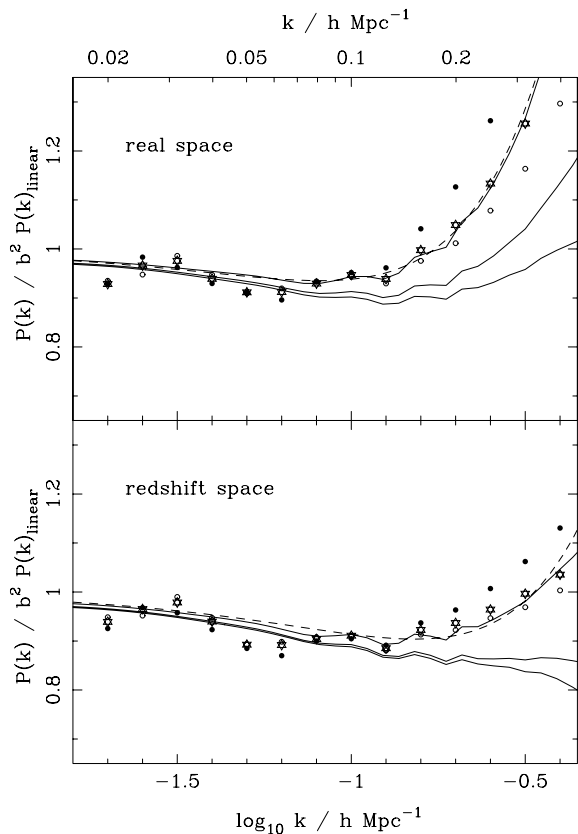 k / h Mpc⁻¹
0.02 0.05 0.1 0.2
real space
P(k) / b² P(k)linear
1.2
1
0.8
redshift space
P(k) / b² P(k)linear
1.2
1
0.8
−1.5 −1 −0.5
log₁₀ k / h Mpc⁻¹